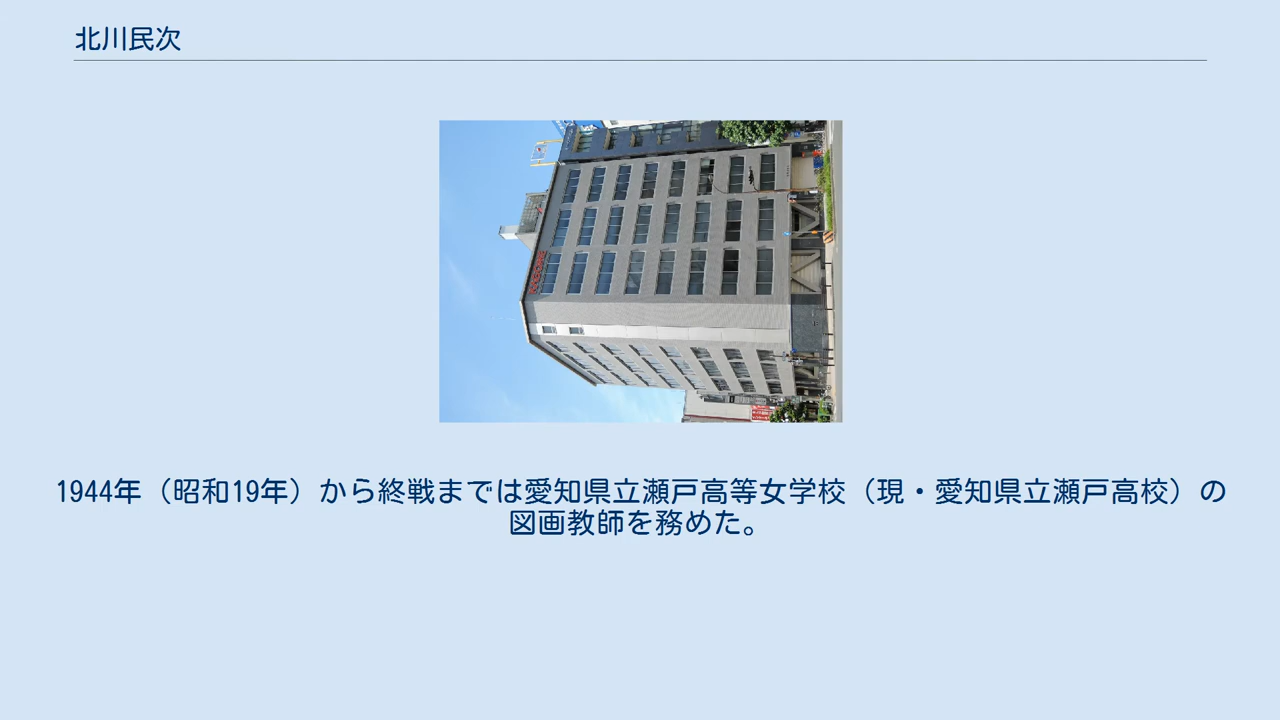 北川民次
1944年（昭和19年）から終戦までは愛知県立瀬戸高等女学校（現・愛知県立瀬戸高校）の
図画教師を務めた。